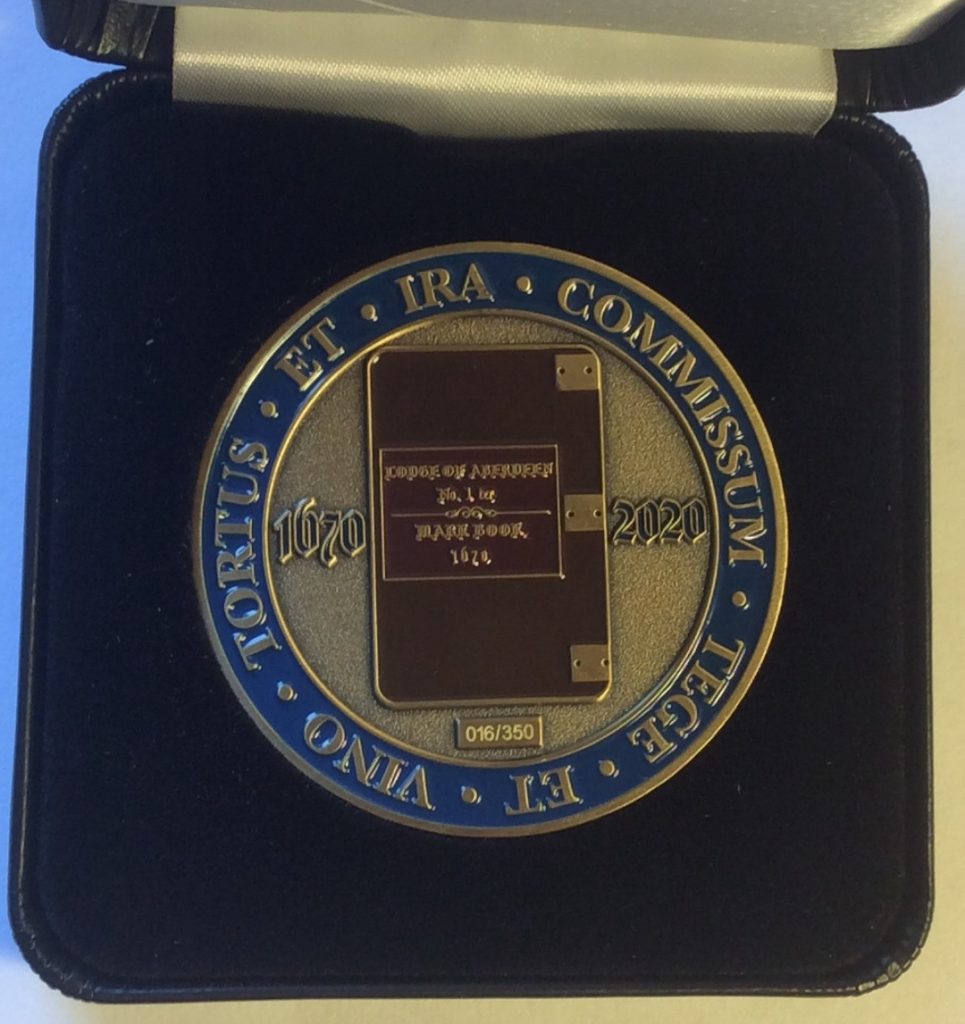 COMMISSUM · TEGE · ET · VINO · TORTUS · ET · IRA ·
LODGE OF ABERDEEN
No. 1 ter
MARK BOOK
1670.
1670
2020
016/350